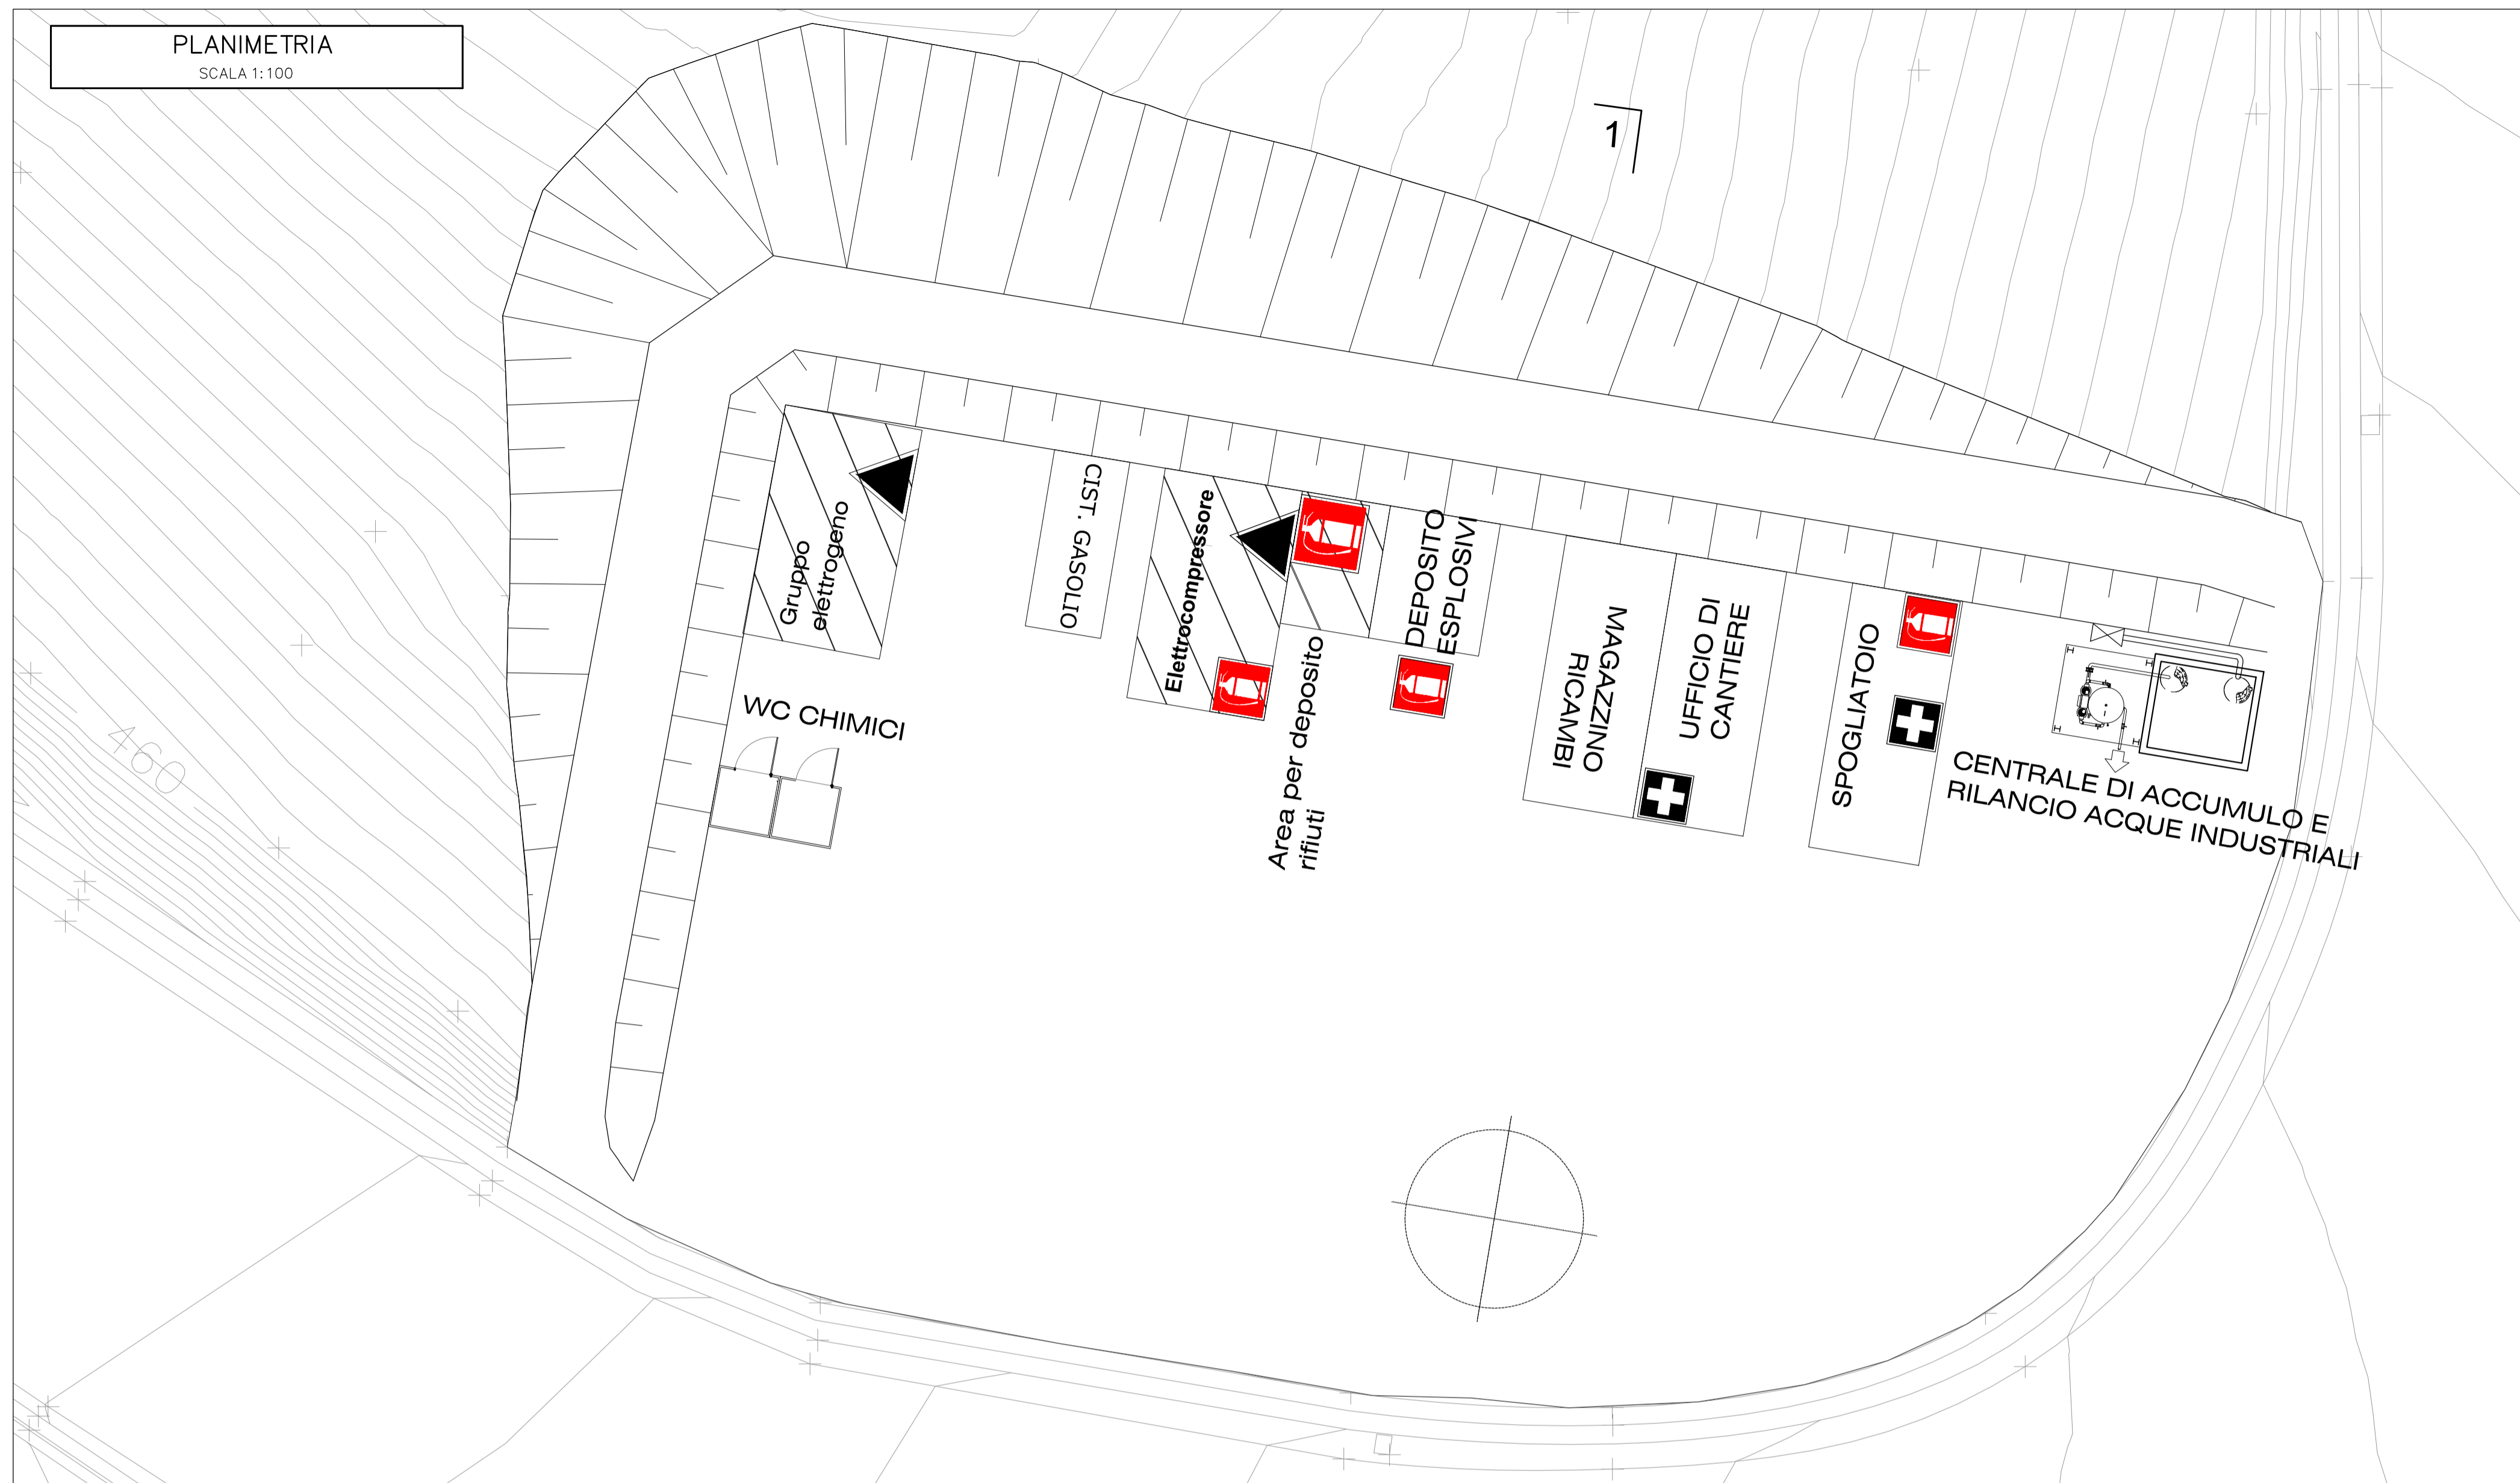 PLANIMETRIA
SCALA 1:100
1
Gruppo
elettrogeno
CIST. GASOLIO
Elettrocompressore
DEPOSITO
ESPLOSIVI
Area per deposito
rifiuti
MAGAZZINO
RICAMBI
UFFICIO DI
CANTIERE
SPOGLIATOIO
WC CHIMICI
CENTRALE DI ACCUMULO E
RILANCIO ACQUE INDUSTRIALI
460